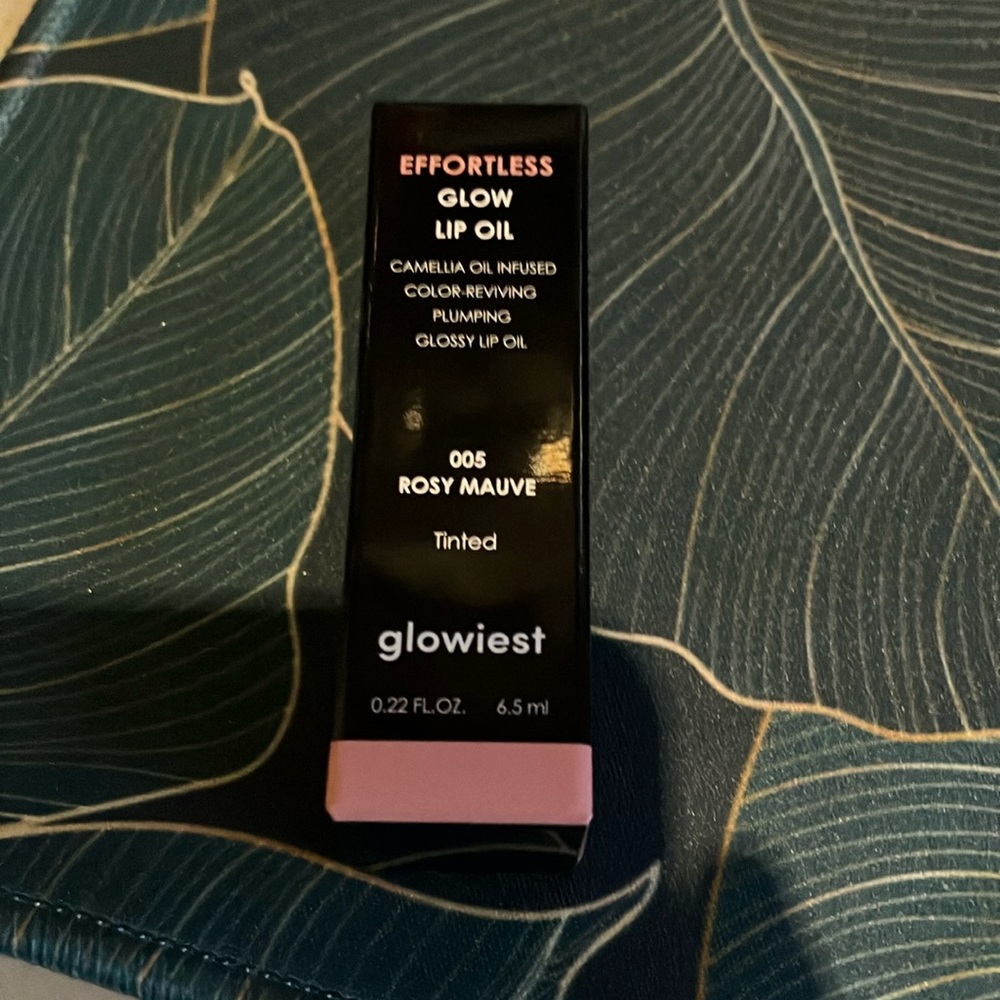 EFFORTLESS
GLOW
LIP OIL
CAMELLIA OIL INFUSED
COLOR-REVIVING
PLUMPING
GLOSSY LIP OIL
005
ROSY MAUVE
Tinted
glowiest
0.22 FL.OZ. 6.5 ml